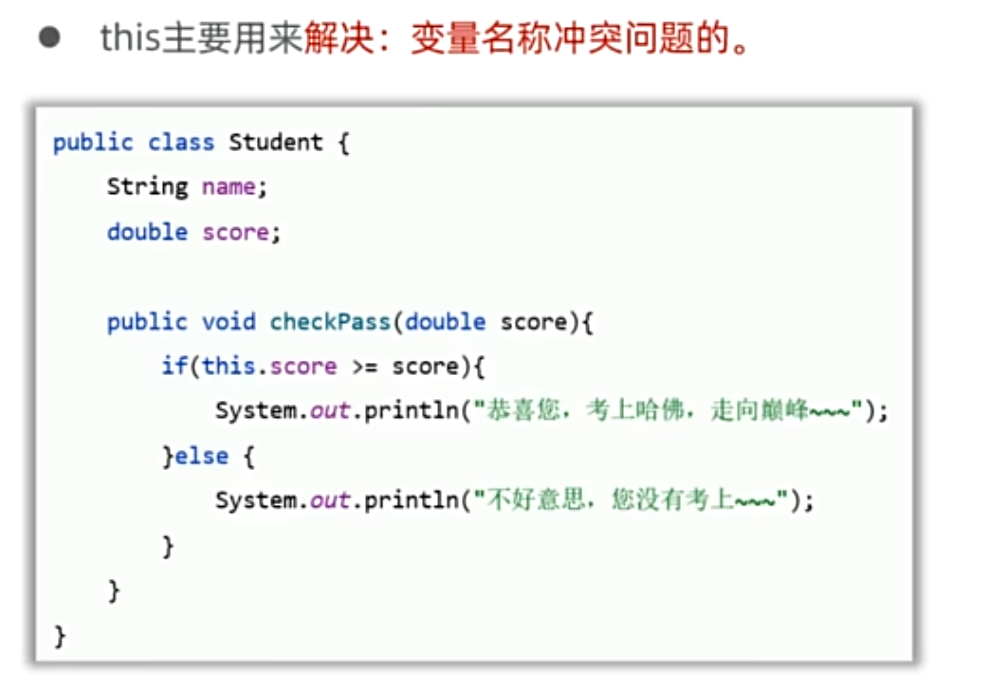 ● this主要用来解决：变量名称冲突问题的。
public class Student {
    String name;
    double score;

    public void checkPass(double score){
        if(this.score >= score){
            System.out.println("恭喜您，考上哈佛，走向巅峰~~~");
        }else {
            System.out.println("不好意思，您没有考上~~~");
        }
    }
}